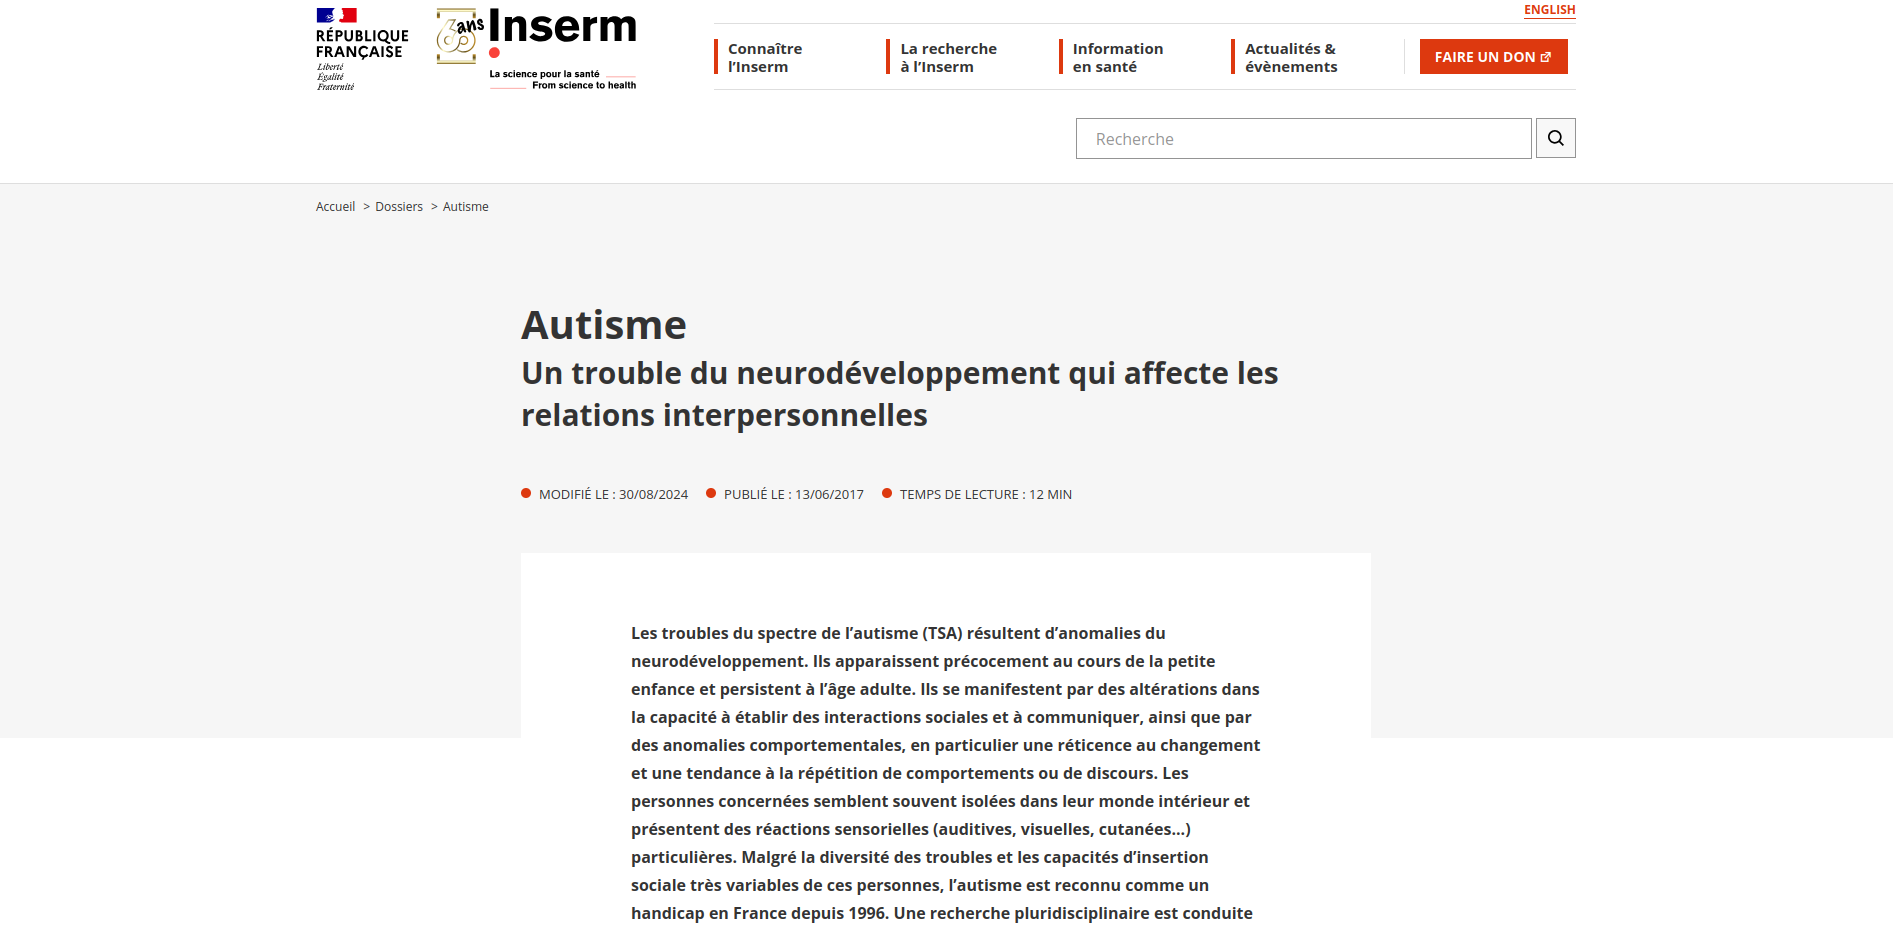 ENGLISH
RÉPUBLIQUE
FRANÇAISE
Liberté
Égalité
Fraternité
60 ans
Inserm
La science pour la santé
From science to health
Connaître
l’Inserm
La recherche
à l’Inserm
Information
en santé
Actualités &
évènements
FAIRE UN DON
Recherche
Accueil > Dossiers > Autisme
Autisme
Un trouble du neurodéveloppement qui affecte les
relations interpersonnelles
MODIFIÉ LE : 30/08/2024 PUBLIÉ LE : 13/06/2017 TEMPS DE LECTURE : 12 MIN
Les troubles du spectre de l’autisme (TSA) résultent d’anomalies du
neurodéveloppement. Ils apparaissent précocement au cours de la petite
enfance et persistent à l’âge adulte. Ils se manifestent par des altérations dans
la capacité à établir des interactions sociales et à communiquer, ainsi que par
des anomalies comportementales, en particulier une réticence au changement
et une tendance à la répétition de comportements ou de discours. Les
personnes concernées semblent souvent isolées dans leur monde intérieur et
présentent des réactions sensorielles (auditives, visuelles, cutanées…)
particulières. Malgré la diversité des troubles et les capacités d’insertion
sociale très variables de ces personnes, l’autisme est reconnu comme un
handicap en France depuis 1996. Une recherche pluridisciplinaire est conduite